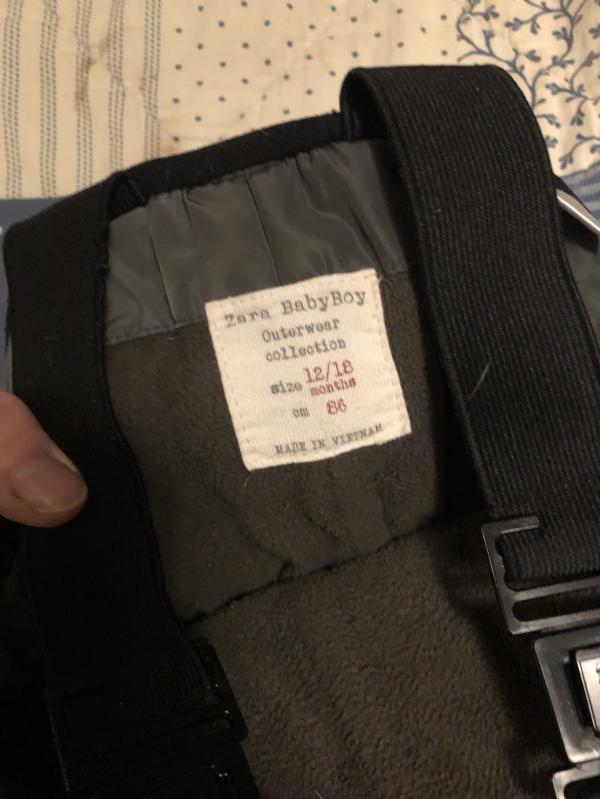 Zara BabyBoy
Outerwear
collection
size 12/18
months
cm 86
MADE IN VIETNAM